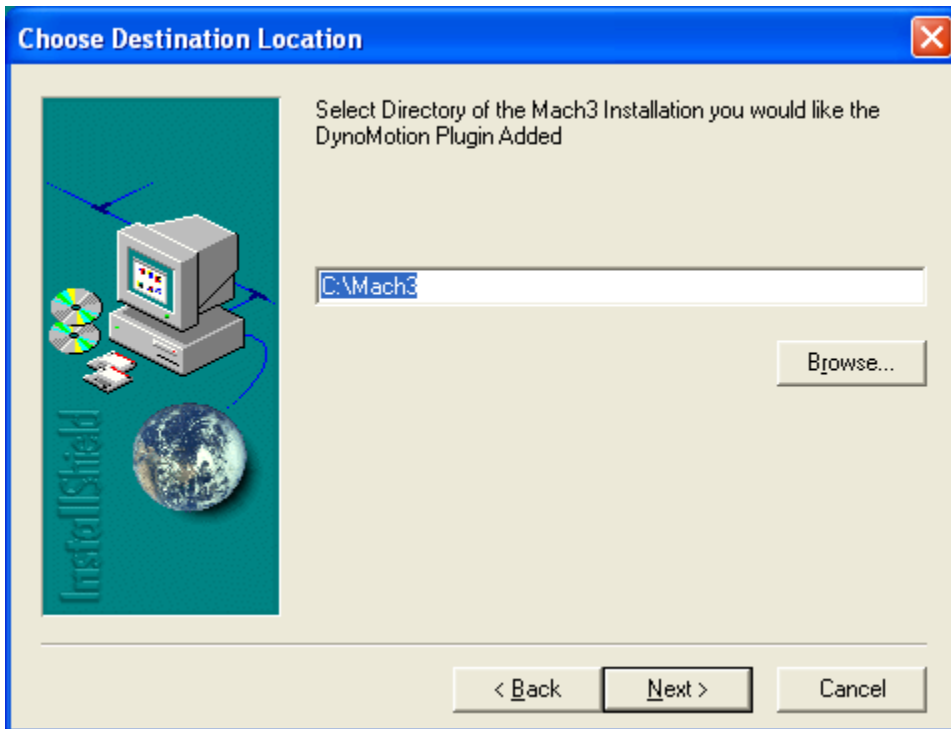 Choose Destination Location
Select Directory of the Mach3 Installation you would like the
DynoMotion Plugin Added
C:\Mach3
Browse...
InstallShield
< Back
Next >
Cancel